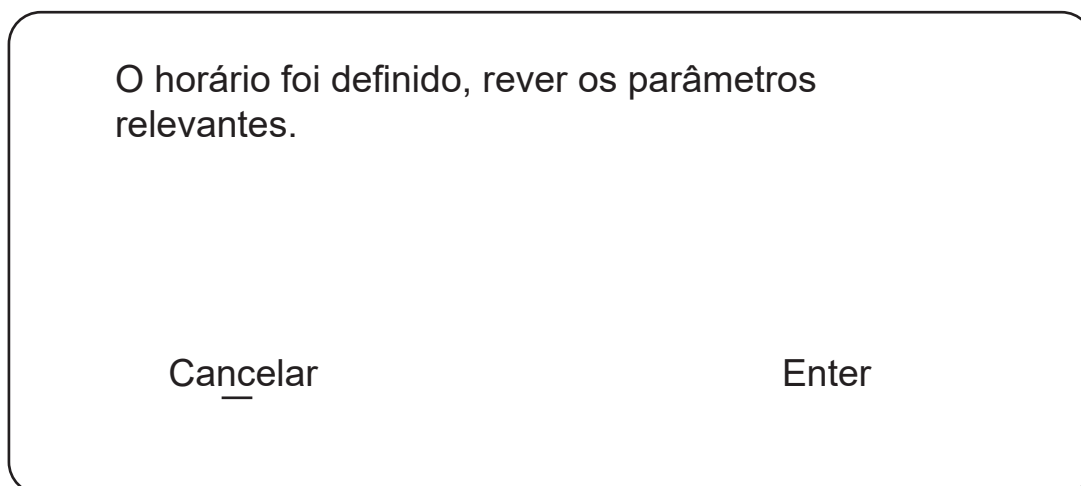 O horário foi definido, rever os parâmetros
relevantes.
Cancelar Enter